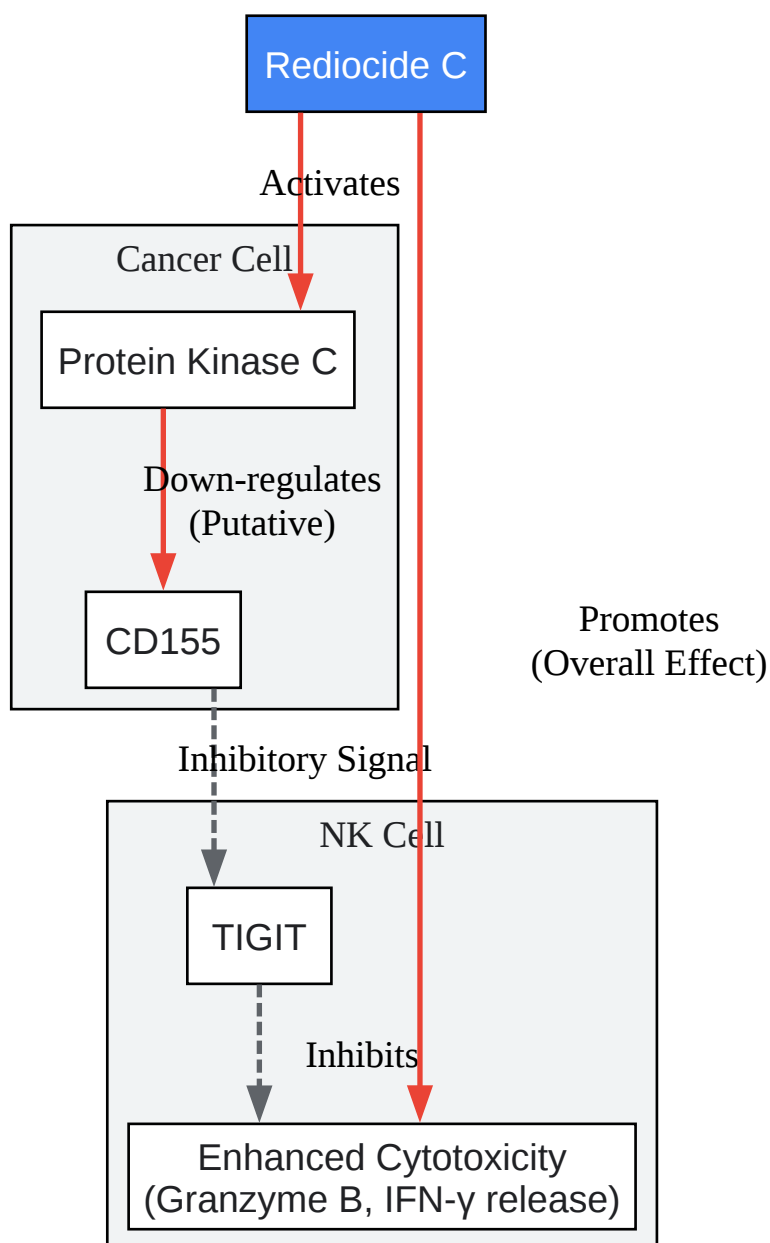 Rediocide C
Activates
Cancer Cell
Protein Kinase C
Down-regulates
(Putative)
CD155
Promotes
(Overall Effect)
Inhibitory Signal
NK Cell
TIGIT
Inhibits
Enhanced Cytotoxicity
(Granzyme B, IFN-γ release)